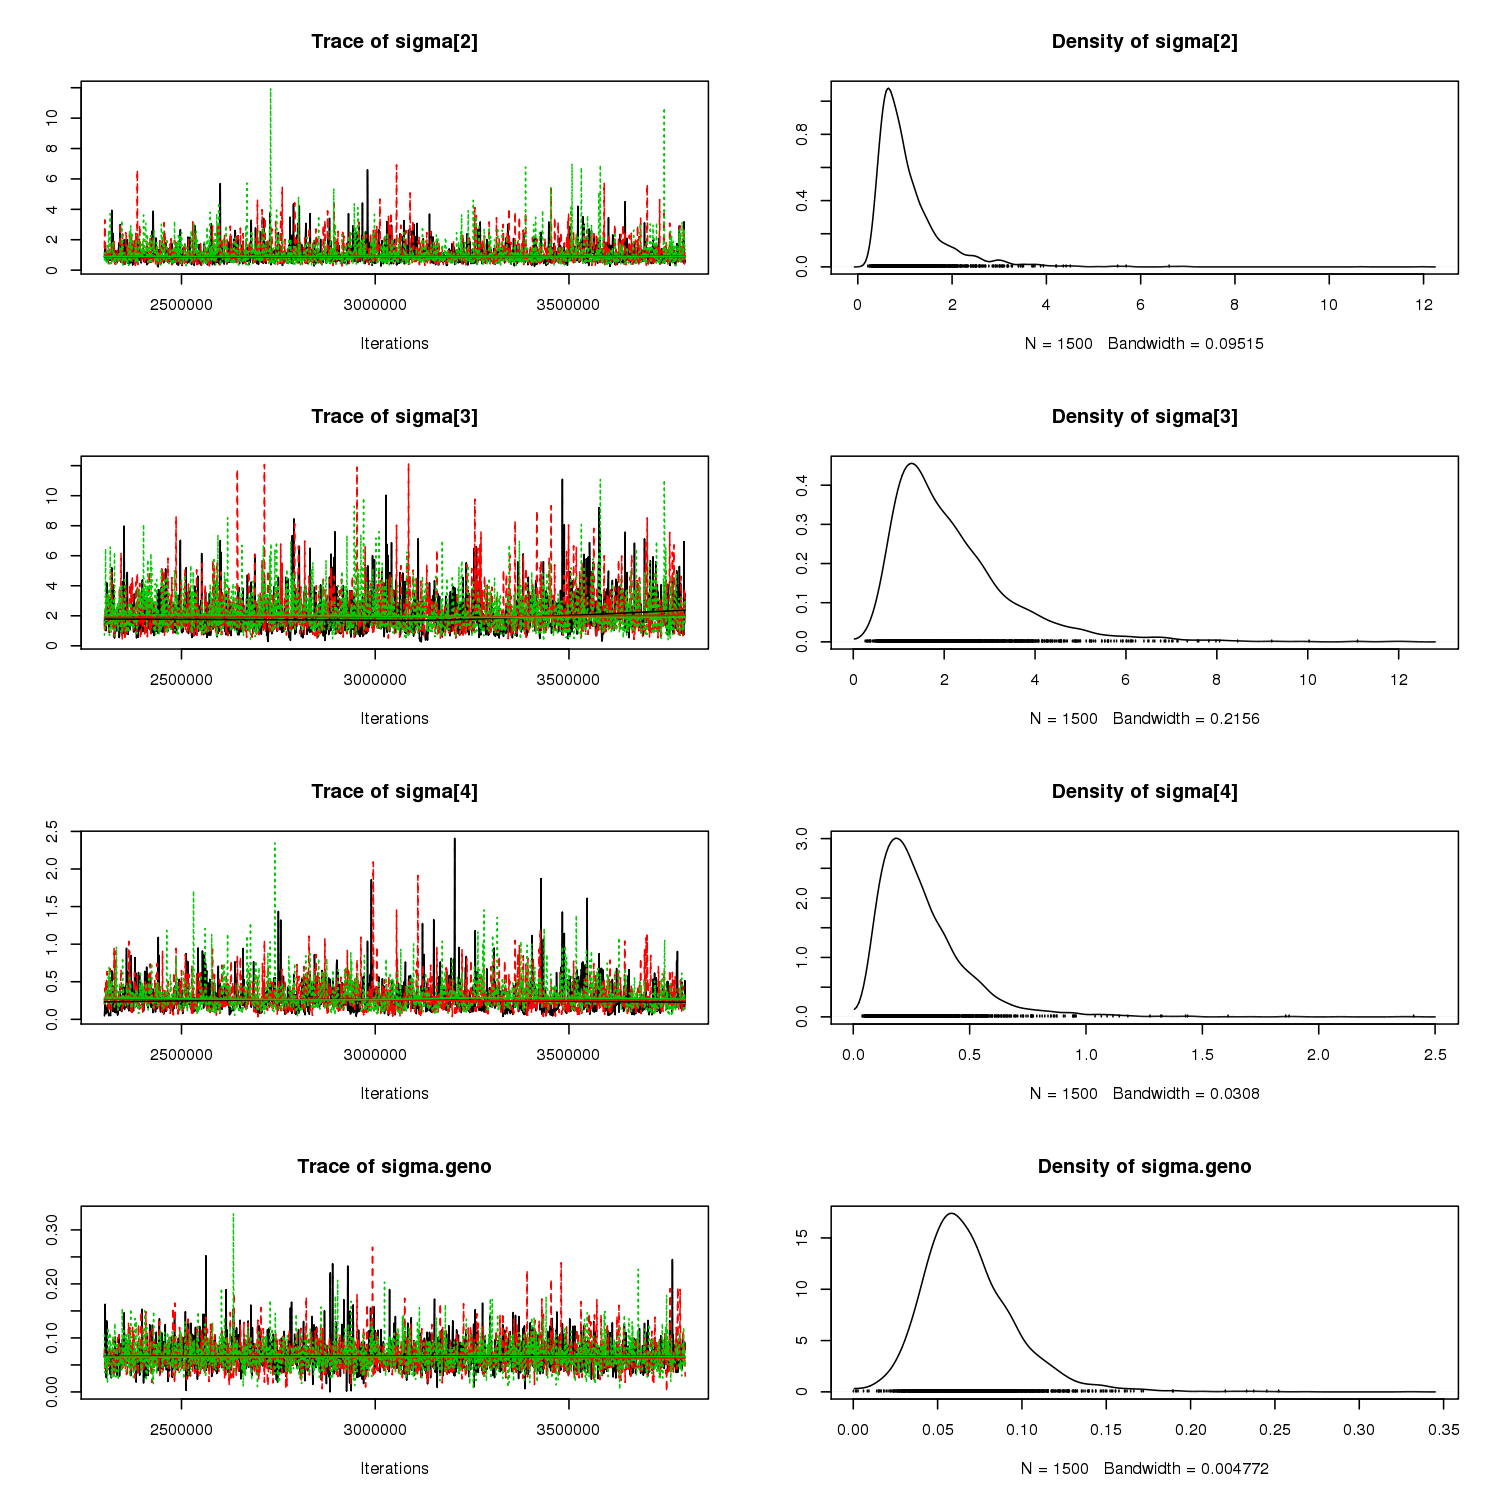 Trace of sigma[2]
10
8
6
4
2
0
2500000 3000000 3500000
Iterations
Density of sigma[2]
0.8
0.4
0.0
0 2 4 6 8 10 12
N = 1500 Bandwidth = 0.09515
Trace of sigma[3]
10
8
6
4
2
0
2500000 3000000 3500000
Iterations
Density of sigma[3]
0.4
0.3
0.2
0.1
0.0
0 2 4 6 8 10 12
N = 1500 Bandwidth = 0.2156
Trace of sigma[4]
2.5
2.0
1.5
1.0
0.5
0.0
2500000 3000000 3500000
Iterations
Density of sigma[4]
3.0
2.0
1.0
0.0
0.0 0.5 1.0 1.5 2.0 2.5
N = 1500 Bandwidth = 0.0308
Trace of sigma.geno
0.30
0.20
0.10
0.00
2500000 3000000 3500000
Iterations
Density of sigma.geno
15
10
5
0
0.00 0.05 0.10 0.15 0.20 0.25 0.30 0.35
N = 1500 Bandwidth = 0.004772